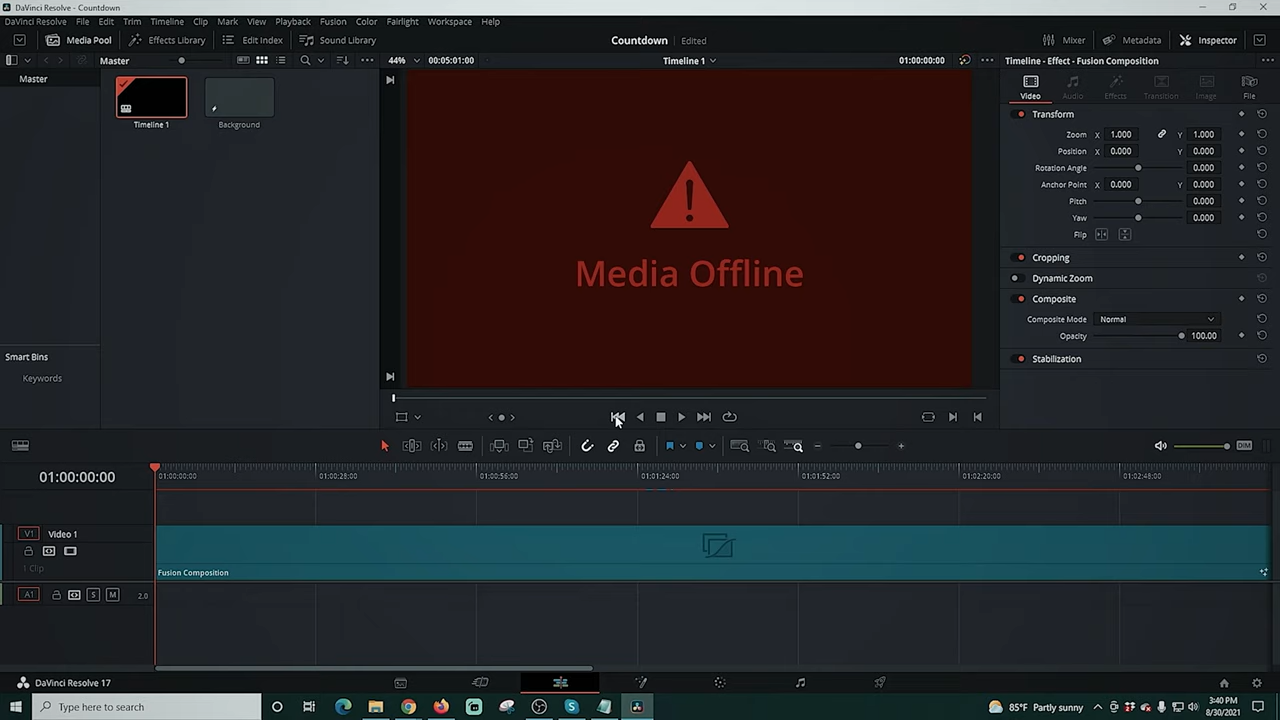 DaVinci Resolve - Countdown
DaVinci Resolve File Edit Trim Timeline Clip Mark View Playback Fusion Color Fairlight Workspace Help
Media Pool Effects Library Edit Index Sound Library Countdown Edited Mixer Metadata Inspector
Master 44% 00:05:01:00 Timeline 1 01:00:00:00 Timeline - Effect - Fusion Composition
Master
Timeline 1
Background
Smart Bins
Keywords
Media Offline
Video Audio Effects Transition Image File
Transform
Zoom X 1.000 Y 1.000
Position X 0.000 Y 0.000
Rotation Angle 0.000
Anchor Point X 0.000 Y 0.000
Pitch 0.000
Yaw 0.000
Flip
Cropping
Dynamic Zoom
Composite
Composite Mode Normal
Opacity 100.00
Stabilization
DIM
01:00:00:00 01:00:00:00 01:00:28:00 01:00:56:00 01:01:24:00 01:01:52:00 01:02:20:00 01:02:48:00
V1 Video 1
1 Clip
Fusion Composition
A1 S M 2.0
DaVinci Resolve 17
Type here to search
85°F Partly sunny
3:40 PM
8/30/2021